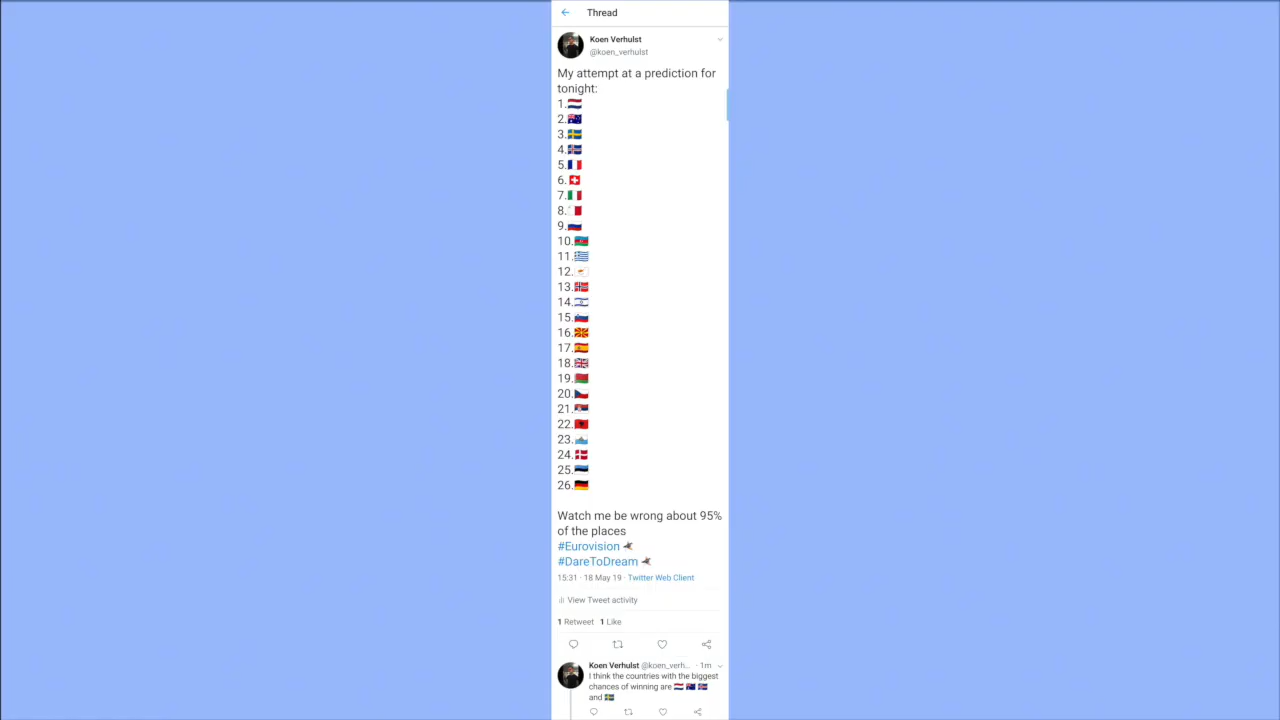 Thread
Koen Verhulst
@koen_verhulst
My attempt at a prediction for
tonight:
1.🇳🇱
2.🇦🇺
3.🇸🇪
4.🇮🇸
5.🇫🇷
6.🇨🇭
7.🇮🇹
8.🇲🇹
9.🇷🇺
10.🇦🇿
11.🇬🇷
12.🇨🇾
13.🇳🇴
14.🇮🇱
15.🇸🇮
16.🇲🇰
17.🇪🇸
18.🇬🇧
19.🇧🇾
20.🇨🇿
21.🇷🇸
22.🇦🇱
23.🇸🇲
24.🇩🇰
25.🇪🇪
26.🇩🇪
Watch me be wrong about 95%
of the places
#Eurovision
#DareToDream
15:31 · 18 May 19 · Twitter Web Client
View Tweet activity
1 Retweet 1 Like
Koen Verhulst @koen_verh... · 1m
I think the countries with the biggest
chances of winning are 🇳🇱 🇦🇺 🇮🇸
and 🇸🇪